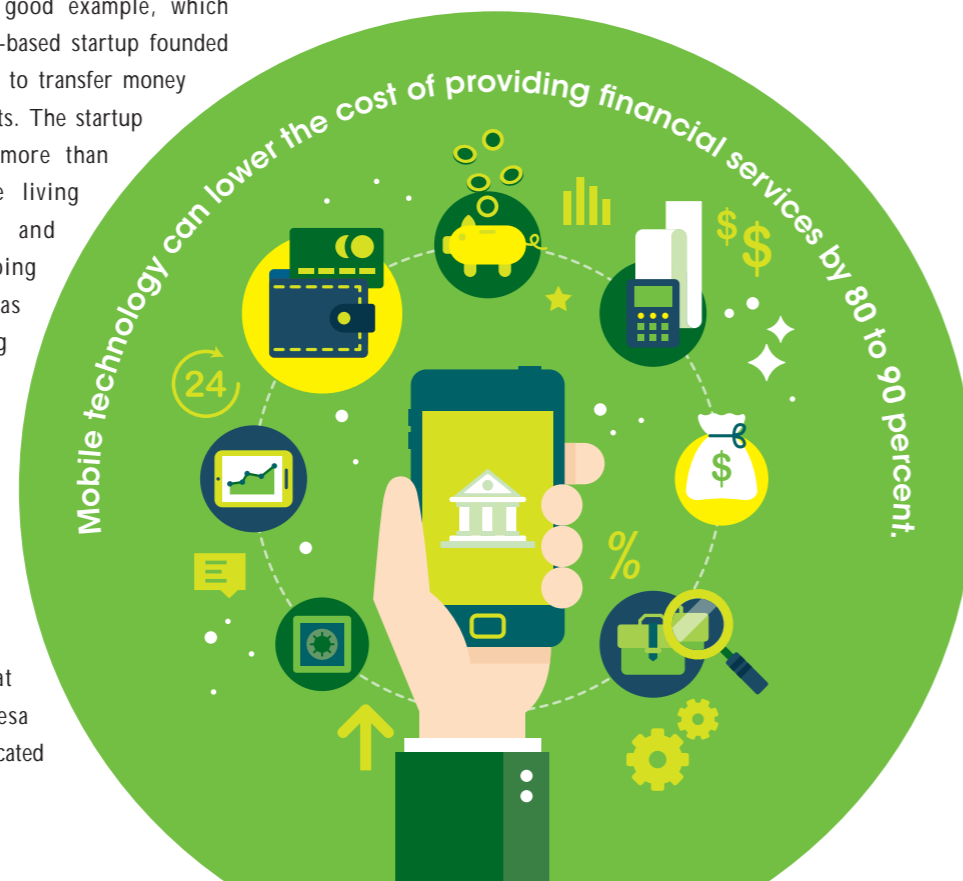 good example, which
-based startup founded
to transfer money
ts. The startup
more than
living
and
as
at
esa
cated
Mobile technology can lower the cost of providing financial services by 80 to 90 percent.
24
$
$
$
%